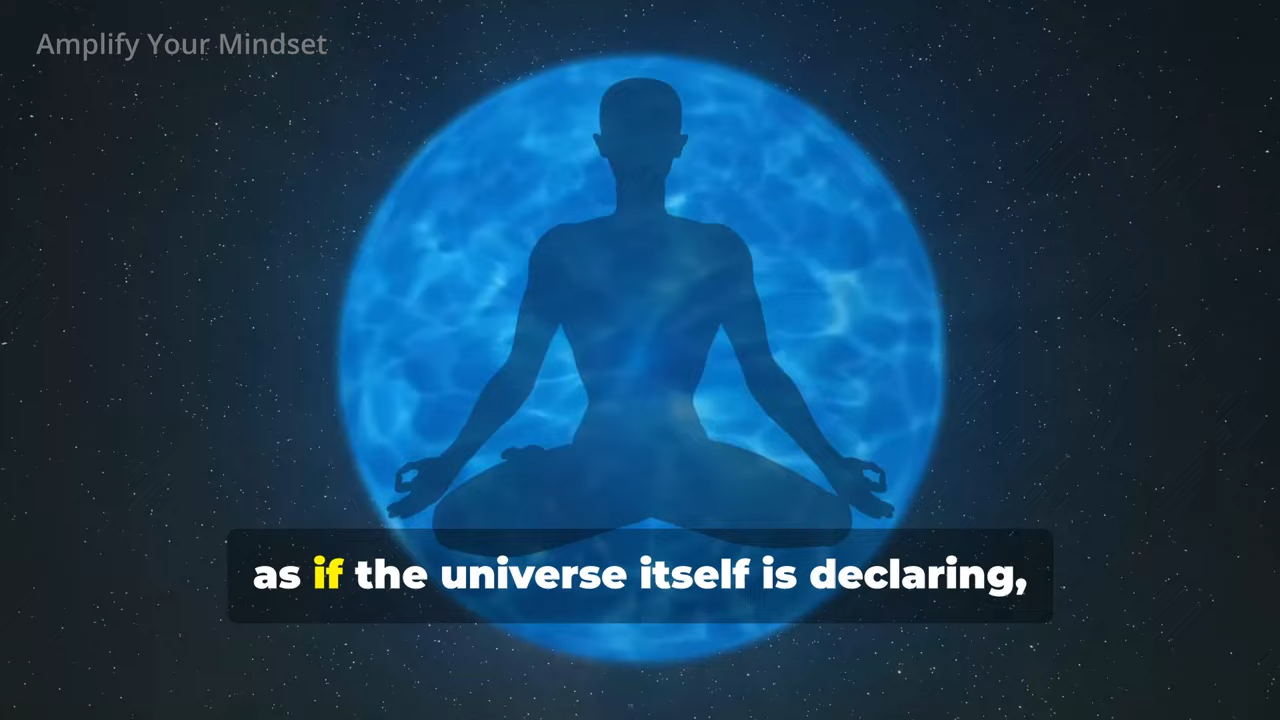 Amplify Your Mindset
as if the universe itself is declaring,